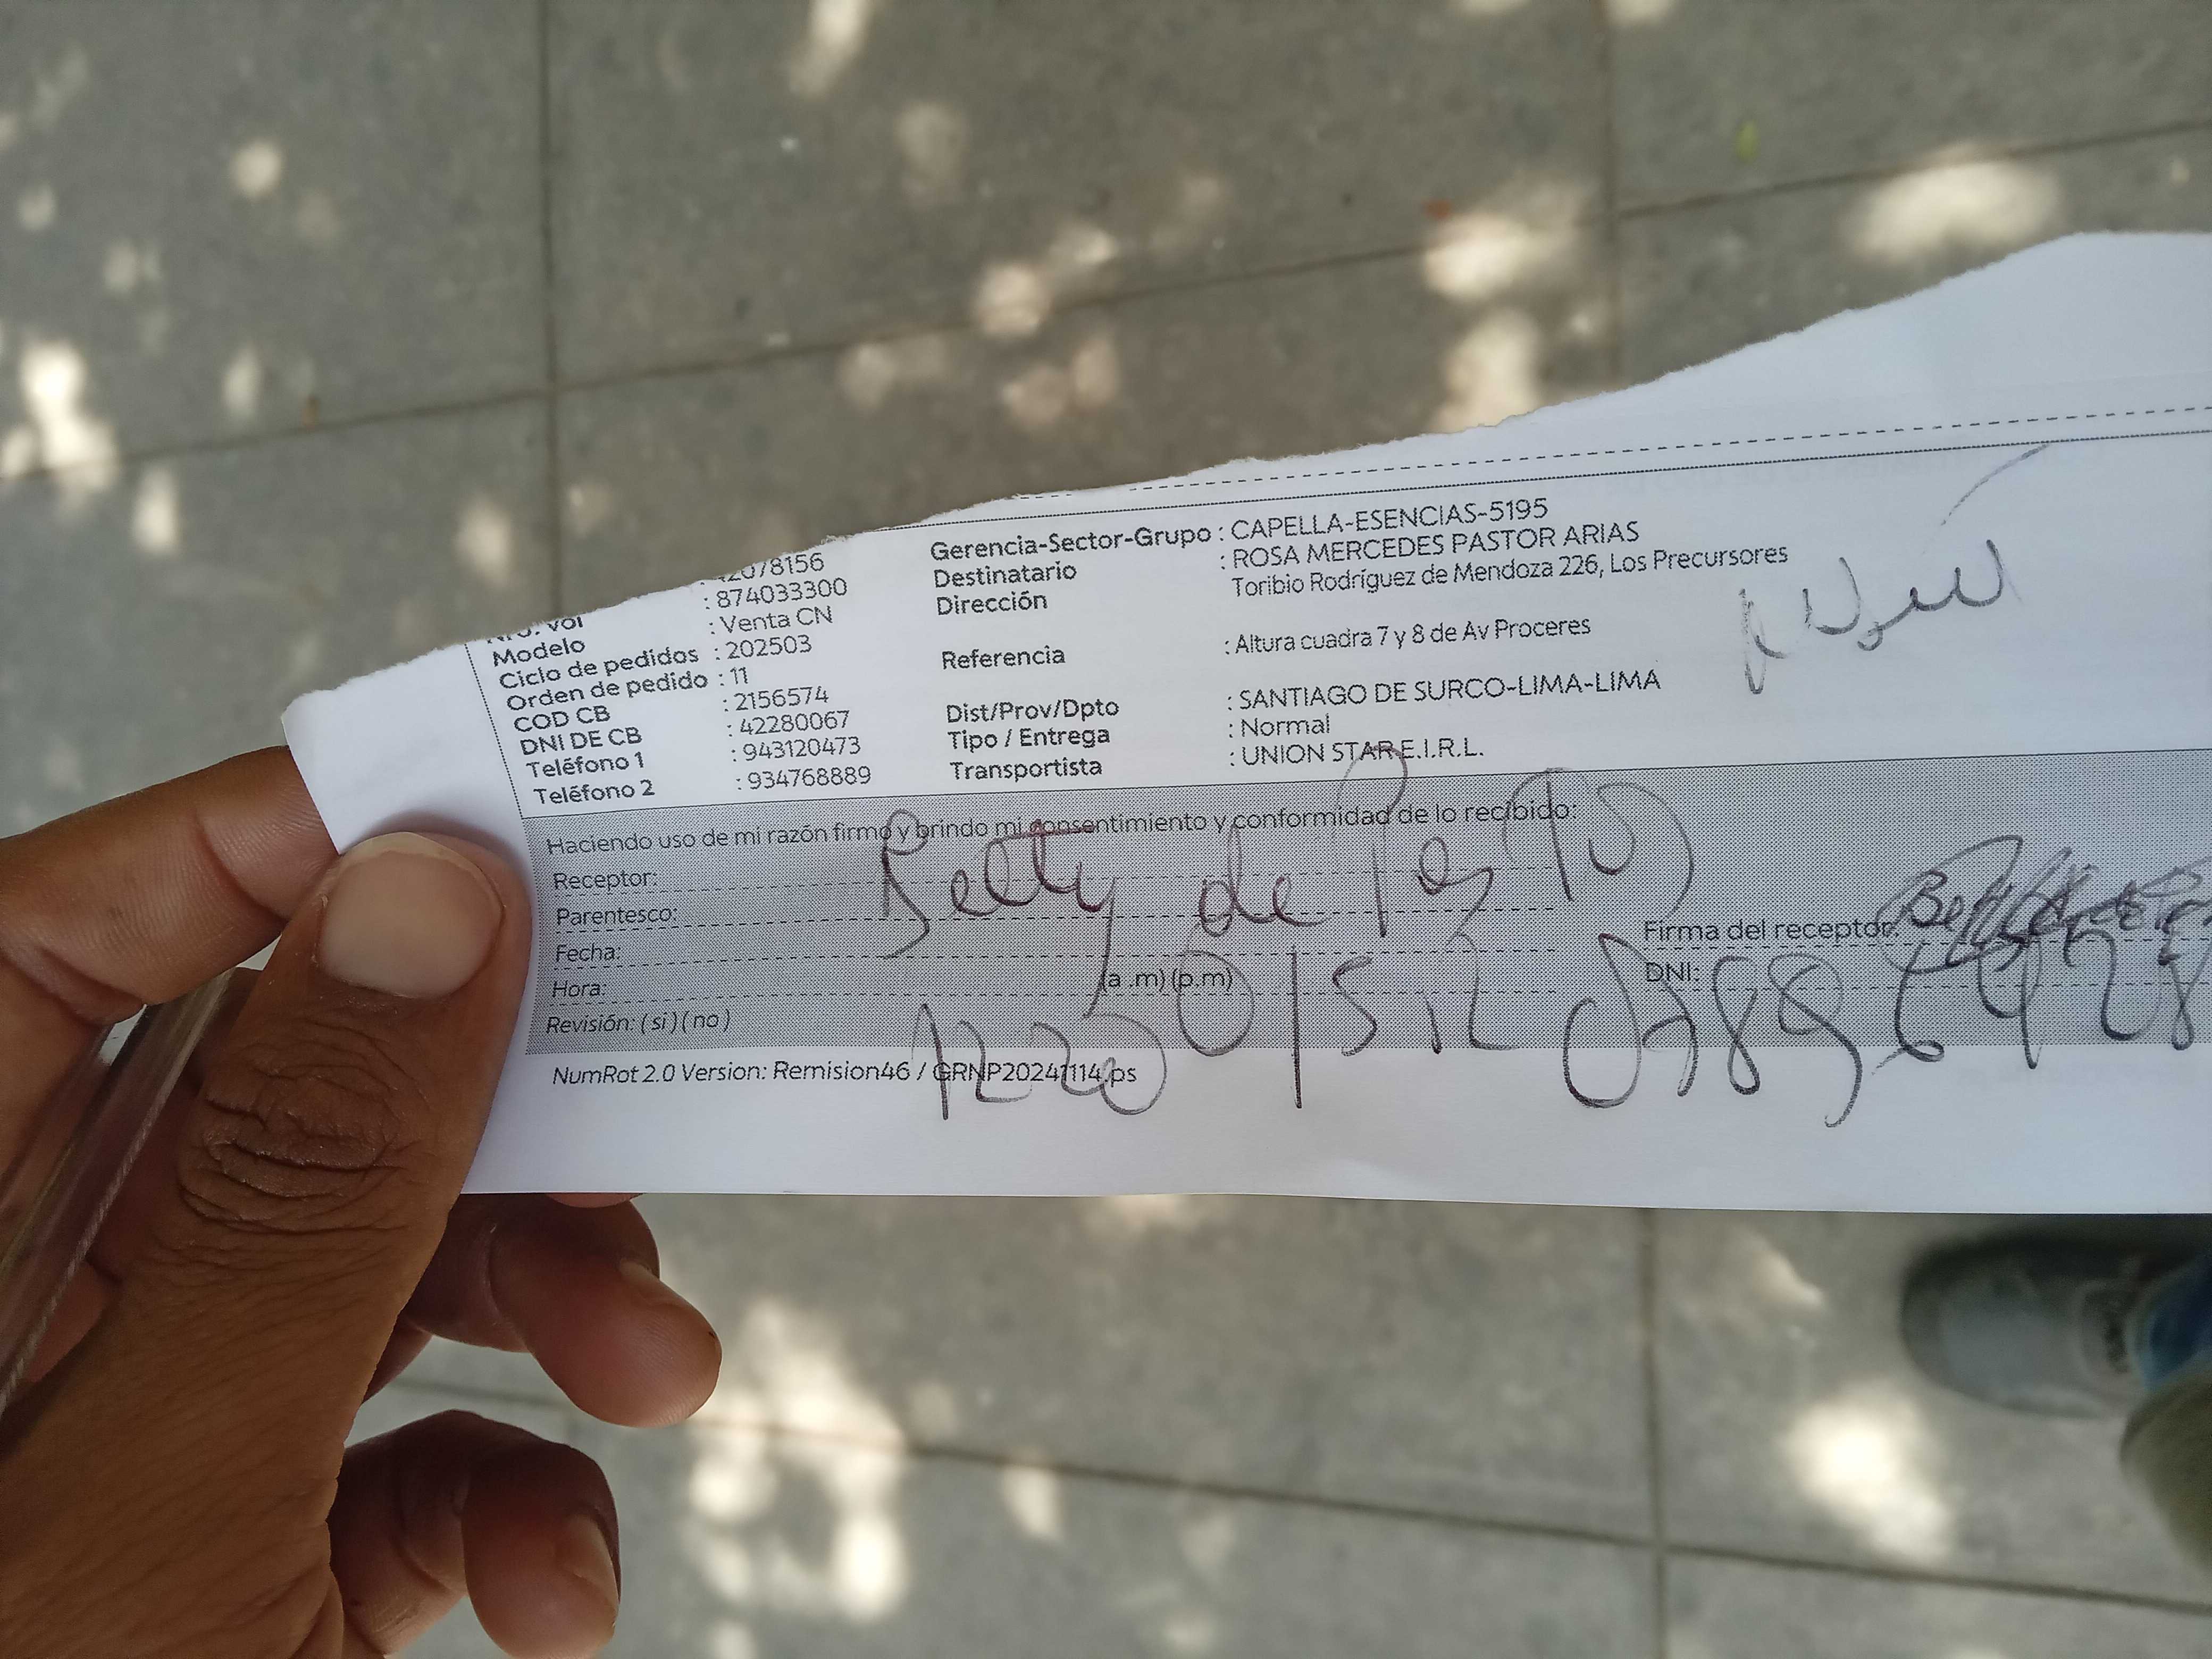 : 42078156
Nro. Vol : 874033300
Modelo : Venta CN
Ciclo de pedidos : 202503
Orden de pedido : 11
COD CB : 2156574
DNI DE CB : 42280067
Teléfono 1 : 943120473
Teléfono 2 : 934768889
Gerencia-Sector-Grupo : CAPELLA-ESENCIAS-5195
Destinatario : ROSA MERCEDES PASTOR ARIAS
Dirección Toribio Rodríguez de Mendoza 226, Los Precursores
Referencia : Altura cuadra 7 y 8 de Av Proceres
Dist/Prov/Dpto : SANTIAGO DE SURCO-LIMA-LIMA
Tipo / Entrega : Normal
Transportista : UNION STAR E.I.R.L.
Haciendo uso de mi razón firmo y brindo mi consentimiento y conformidad de lo recibido:
Receptor: Betty de
Parentesco:
Fecha:
Hora: (a .m) (p.m)
Revisión: ( si ) ( no )
Firma del receptor:
DNI:
NumRot 2.0 Version: Remision46 / GRNP20241114.ps